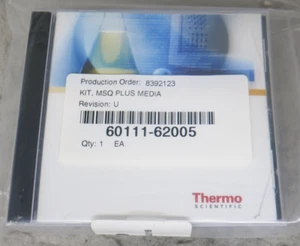 Production Order: 8392123
KIT, MSQ PLUS MEDIA
Revision: U
60111-62005
Qty: 1 EA
Thermo
SCIENTIFIC